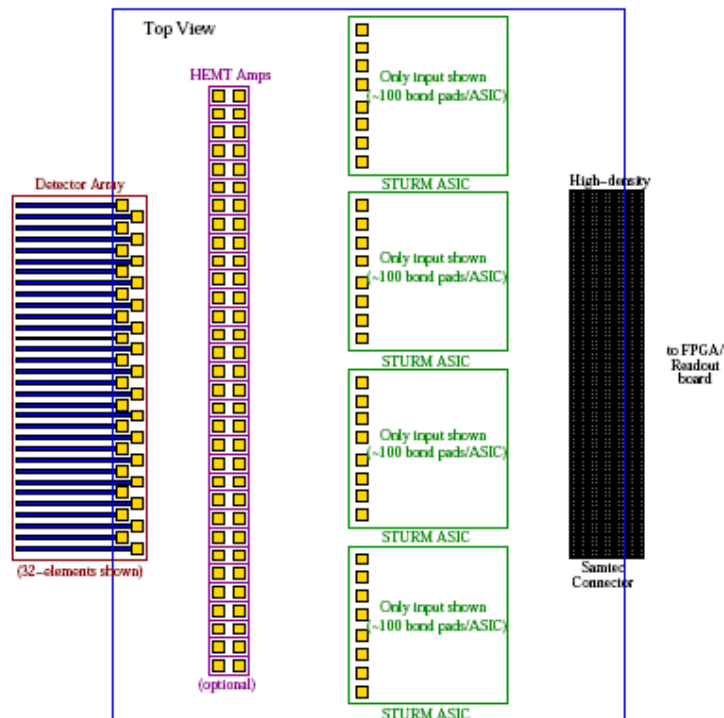 Top View
HEMT Amps
Only input shown
(~100 bond pads/ASIC)
STURM ASIC
Detector Array
High-density
Only input shown
(~100 bond pads/ASIC)
to FPGA/
Readout
board
STURM ASIC
Only input shown
(~100 bond pads/ASIC)
STURM ASIC
(32-elements shown)
Samtec
Connector
Only input shown
(~100 bond pads/ASIC)
(optional)
STURM ASIC